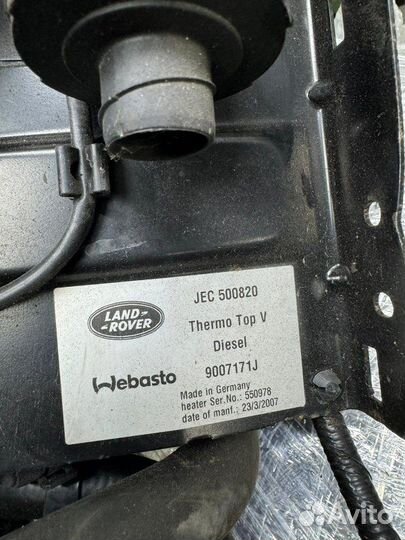 JEC 500820
LAND
ROVER
Thermo Top V
Diesel
Webasto
9007171J
Made in Germany
heater Ser.No.: 550978
date of manf.: 23/3/2007
Avito